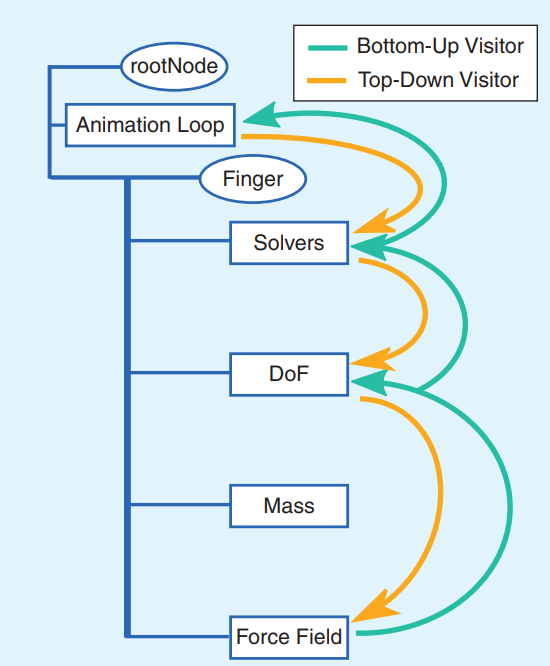 Bottom-Up Visitor
Top-Down Visitor
rootNode
Animation Loop
Finger
Solvers
DoF
Mass
Force Field